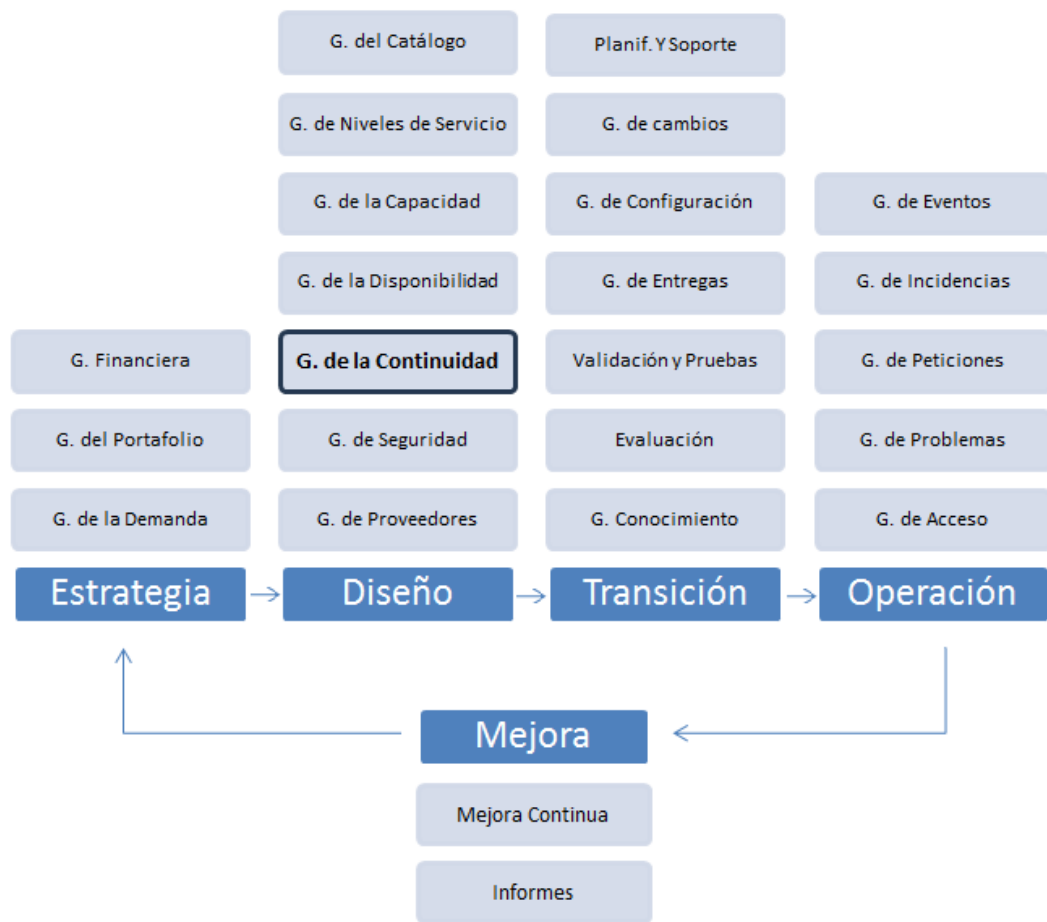 G. del Catálogo
Planif. Y Soporte
G. de Niveles de Servicio
G. de cambios
G. de la Capacidad
G. de Configuración
G. de Eventos
G. de la Disponibilidad
G. de Entregas
G. de Incidencias
G. Financiera
G. de la Continuidad
Validación y Pruebas
G. de Peticiones
G. del Portafolio
G. de Seguridad
Evaluación
G. de Problemas
G. de la Demanda
G. de Proveedores
G. Conocimiento
G. de Acceso
Estrategia
Diseño
Transición
Operación
Mejora
Mejora Continua
Informes